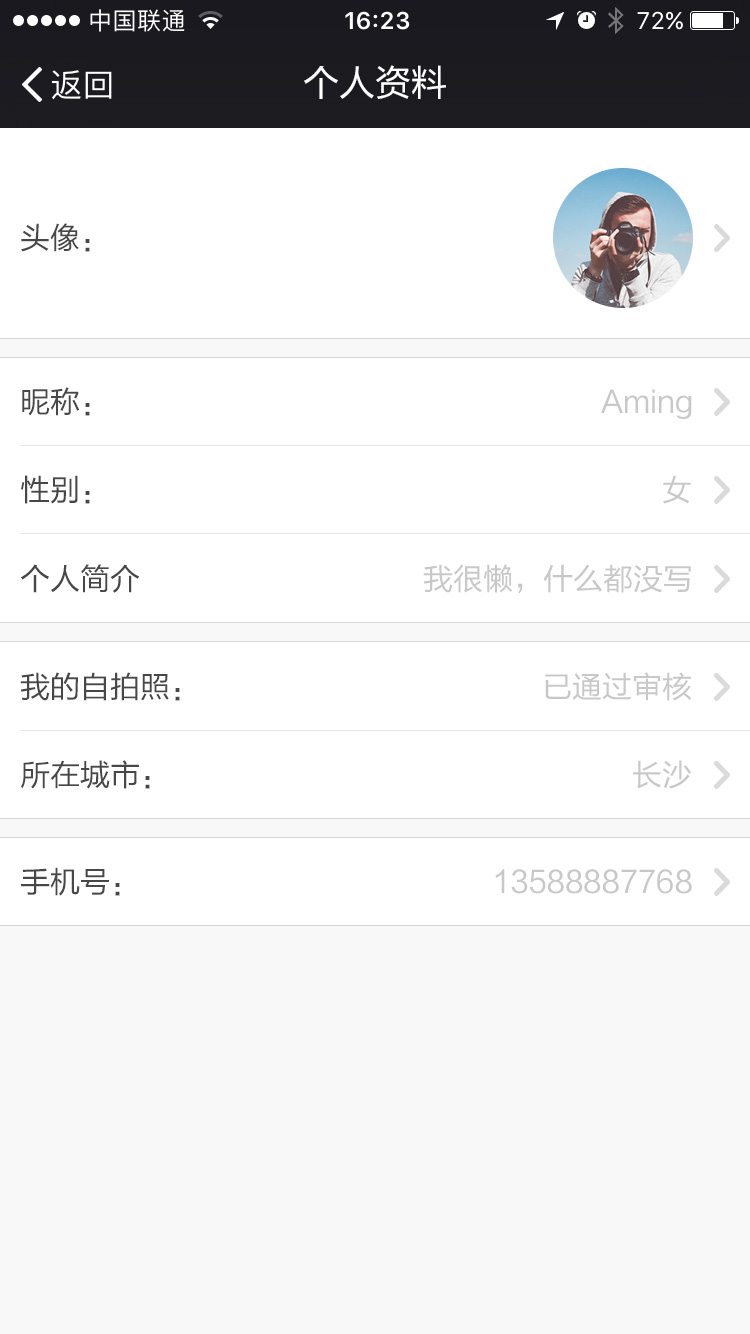 中国联通 16:23 72%
返回 个人资料
头像：
昵称： Aming
性别： 女
个人简介 我很懒，什么都没写
我的自拍照： 已通过审核
所在城市： 长沙
手机号： 13588887768